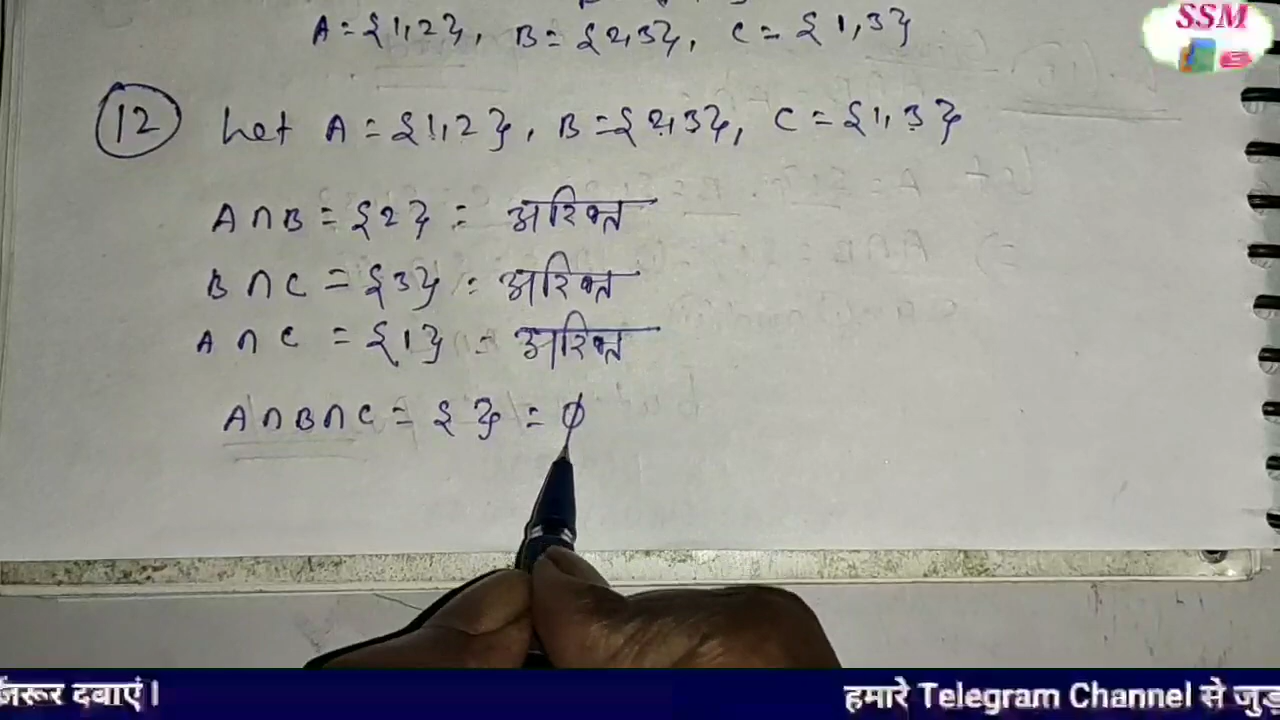 SSM
A = {1,2}, B = {2,3}, C = {1,3}
12 Let A = {1,2}, B = {2,3}, C = {1,3}
A ∩ B = {2} = अरिक्त
B ∩ C = {3} = अरिक्त
A ∩ C = {1} = अरिक्त
A ∩ B ∩ C = { } = ϕ
ज़रूर दबाएं। हमारे Telegram Channel से